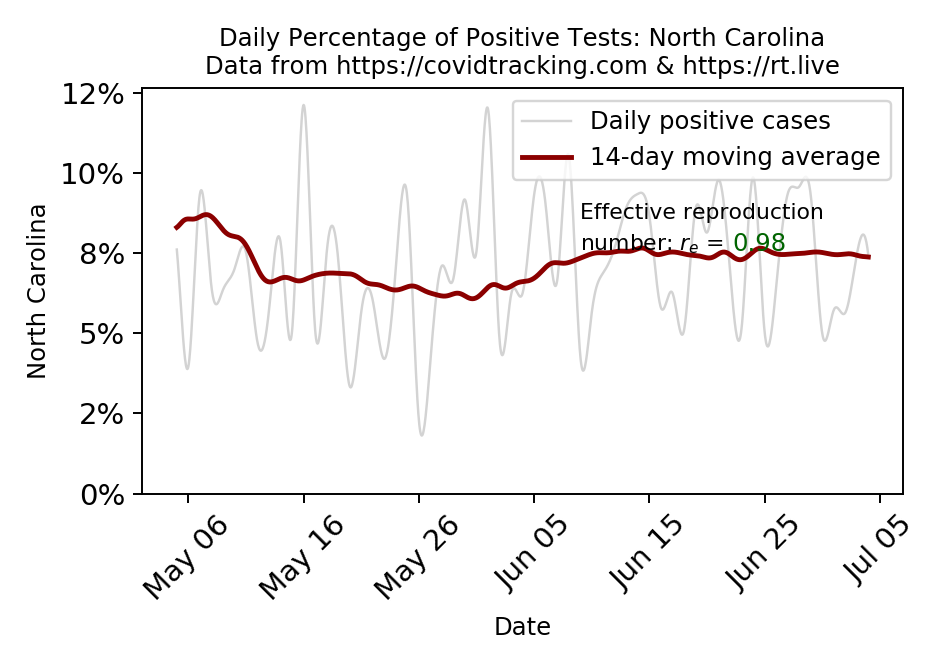 Daily Percentage of Positive Tests: North Carolina
Data from https://covidtracking.com & https://rt.live
12%
10%
8%
5%
2%
0%
North Carolina
Daily positive cases
14-day moving average
Effective reproduction
number: rₑ = 0.98
May 06
May 16
May 26
Jun 05
Jun 15
Jun 25
Jul 05
Date